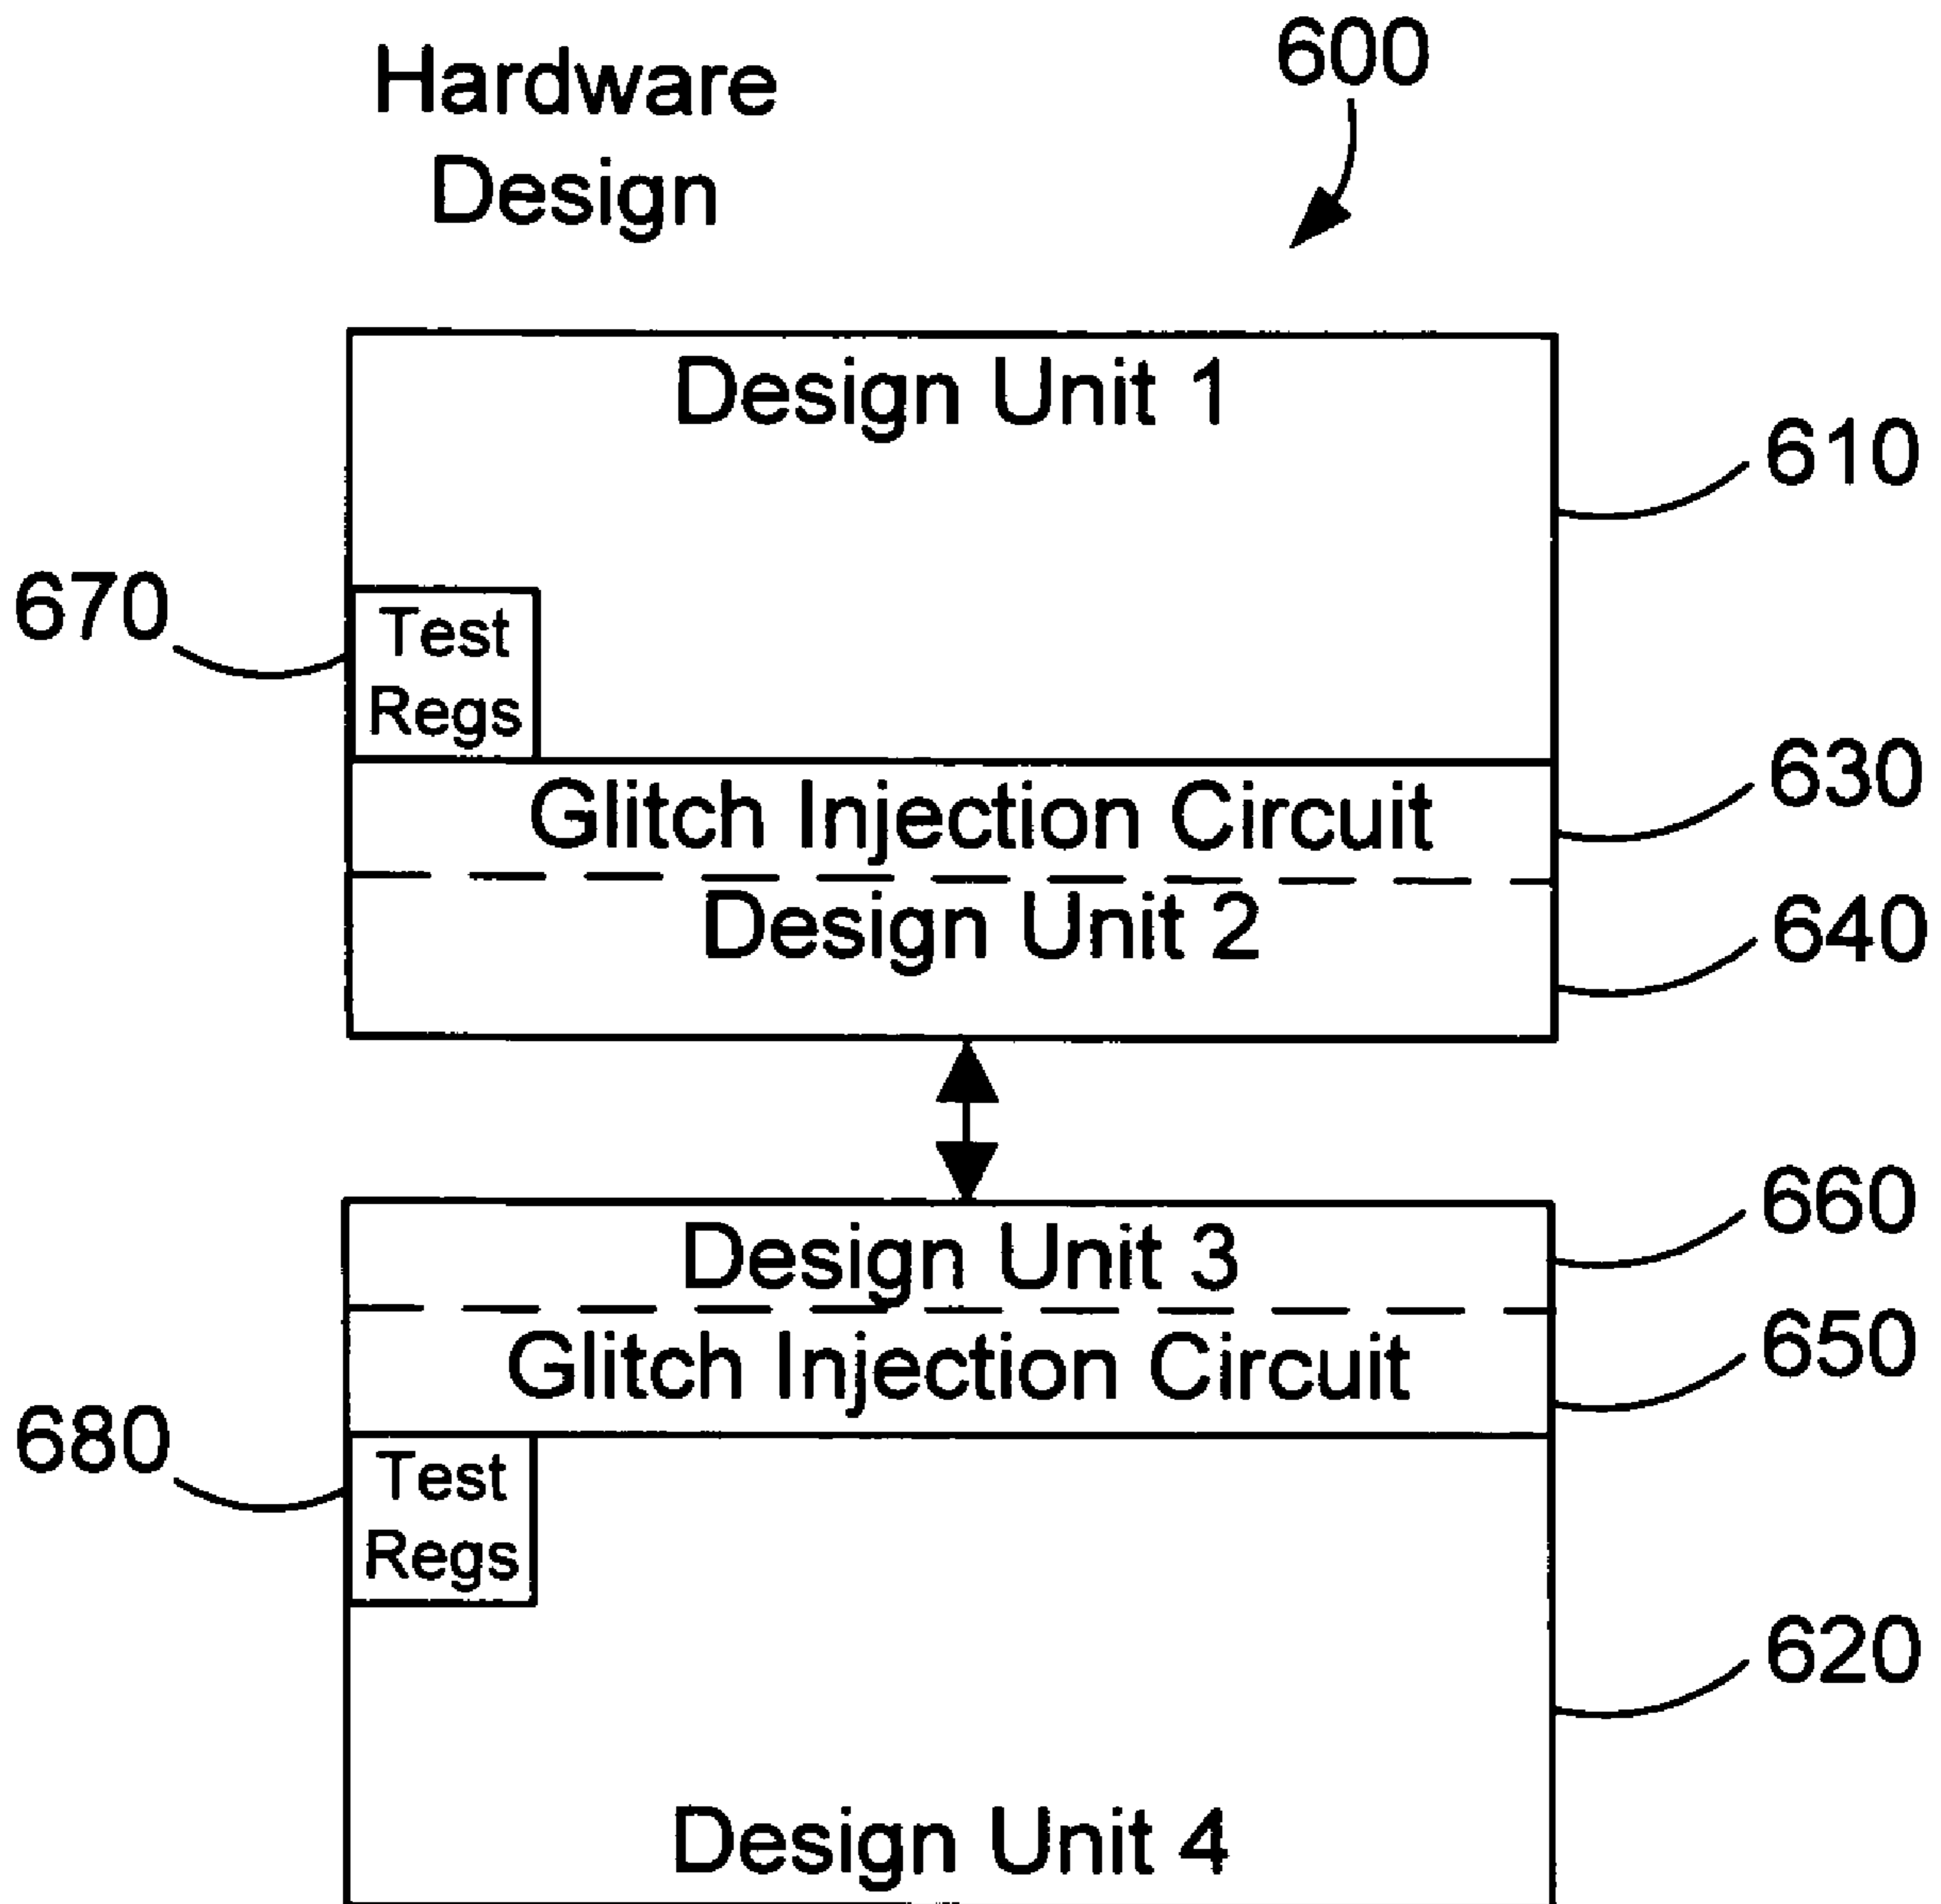 Hardware
Design
600
Design Unit 1
610
670
Test
Regs
Glitch Injection Circuit
630
Design Unit 2
640
Design Unit 3
660
Glitch Injection Circuit
650
680
Test
Regs
620
Design Unit 4